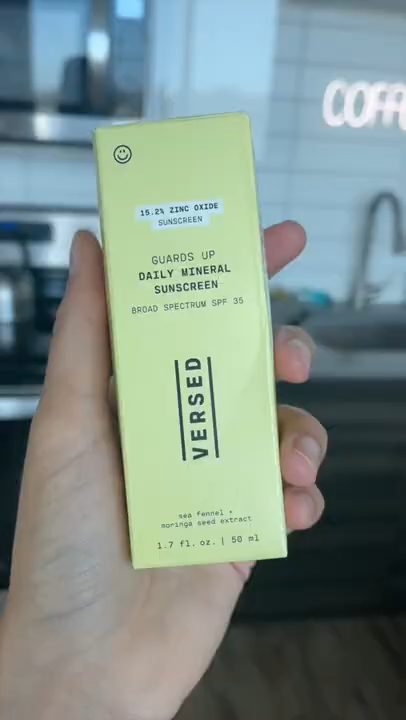 15.2% ZINC OXIDE
SUNSCREEN
GUARDS UP
DAILY MINERAL
SUNSCREEN
BROAD SPECTRUM SPF 35
VERSED
sea fennel +
moringa seed extract
1.7 fl. oz. | 50 ml